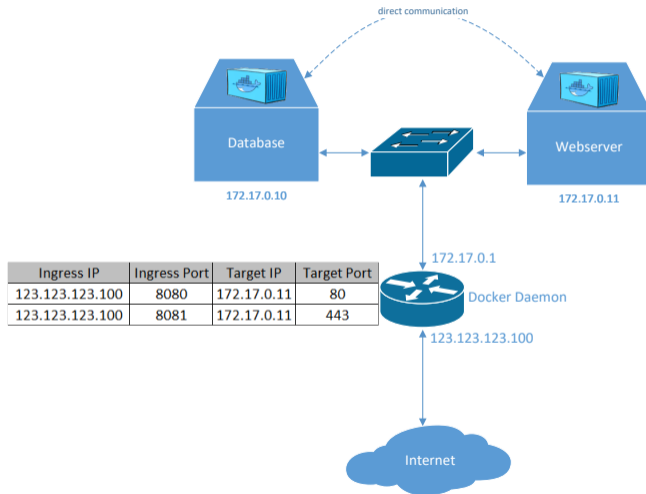 direct communication
Database
Webserver
172.17.0.10
172.17.0.11
172.17.0.1
Ingress IP Ingress Port Target IP Target Port
123.123.123.100 8080 172.17.0.11 80
123.123.123.100 8081 172.17.0.11 443
Docker Daemon
123.123.123.100
Internet